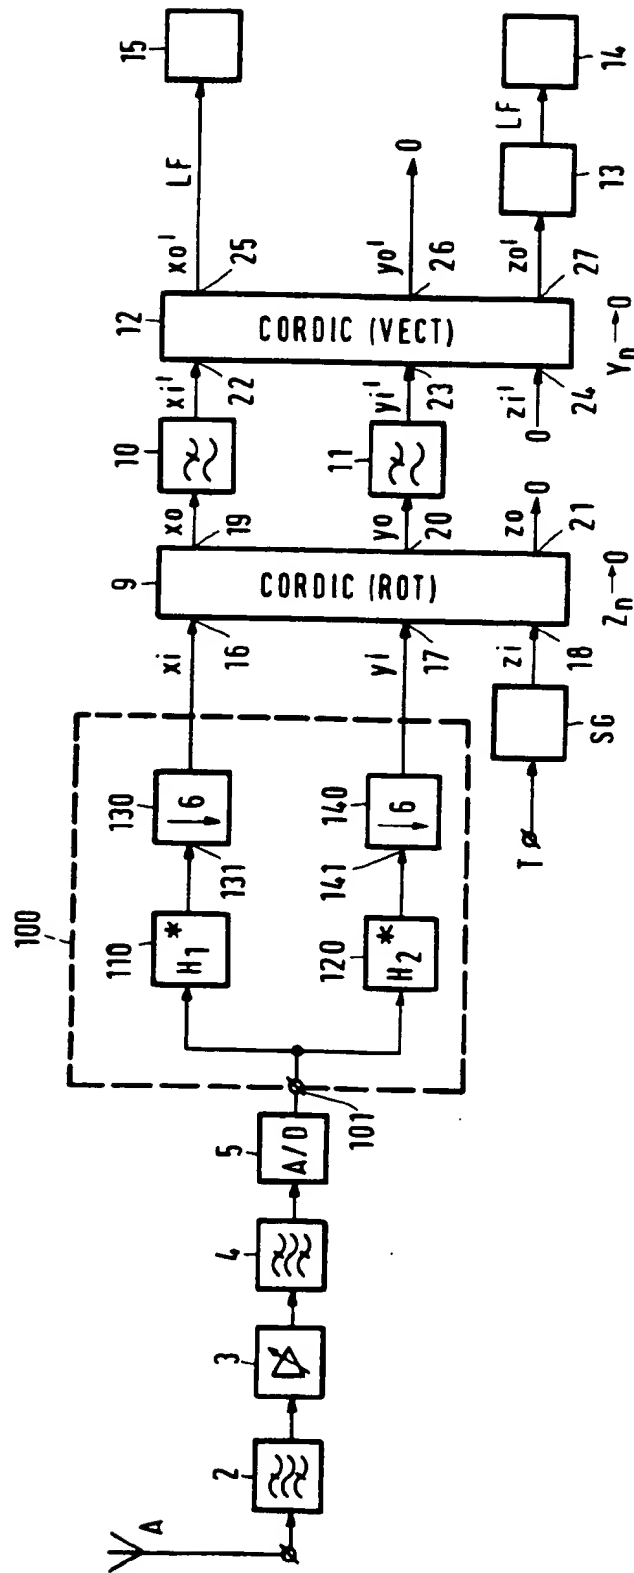 A
2
3
4
5
A/D
101
100
110
H1*
120
H2*
131
130
↓6
141
140
↓6
T
SG
xi
16
yi
17
zi
18
9
CORDIC (ROT)
Zn→0
xo
19
yo
20
zo
21
0
10
11
xi'
22
yi'
23
0
zi'
24
12
CORDIC (VECT)
Yn→0
xo'
25
yo'
26
zo'
27
LF
15
0
13
LF
14